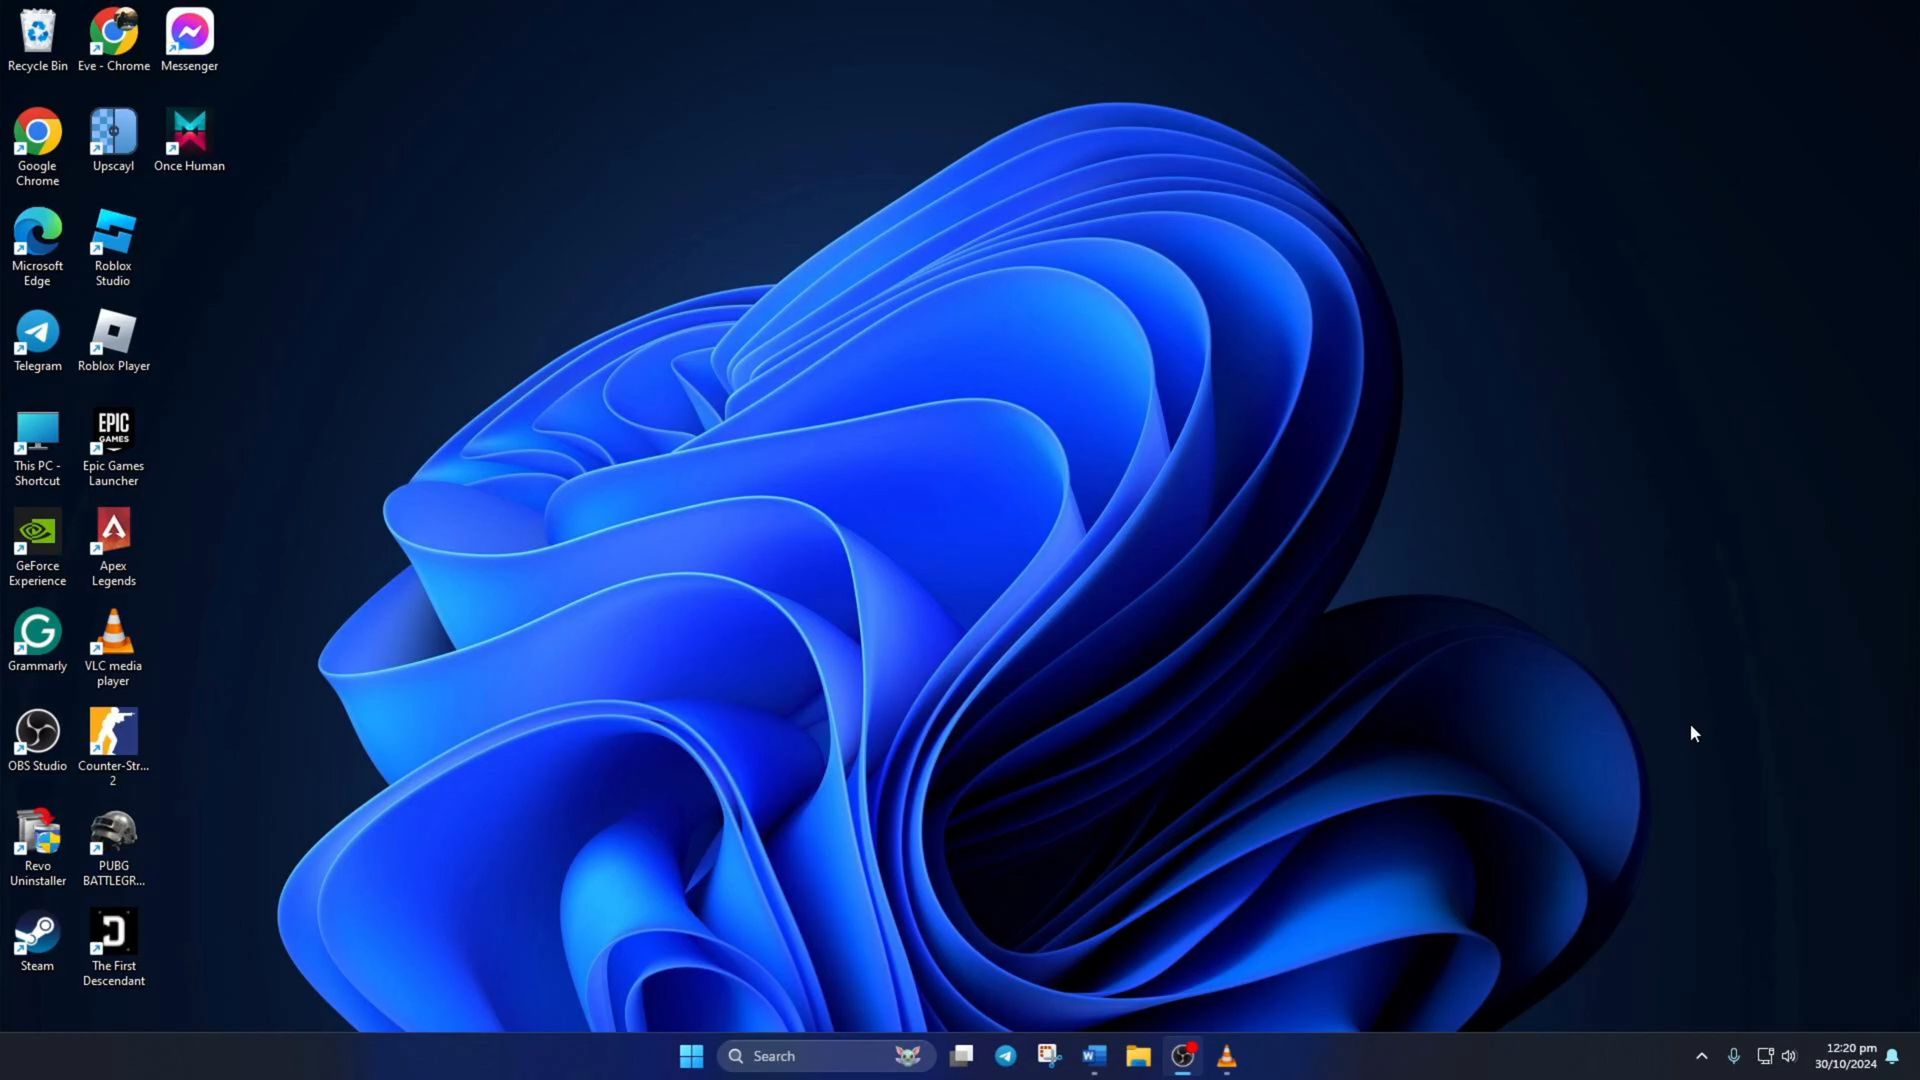 Recycle Bin
Eve - Chrome
Messenger
Google
Chrome
Upscayl
Once Human
Microsoft
Edge
Roblox
Studio
Telegram
Roblox Player
EPIC
GAMES
This PC -
Shortcut
Epic Games
Launcher
GeForce
Experience
Apex
Legends
Grammarly
VLC media
player
OBS Studio
Counter-Str...
2
Revo
Uninstaller
PUBG
BATTLEGR...
Steam
The First
Descendant
Search
12:20 pm
30/10/2024